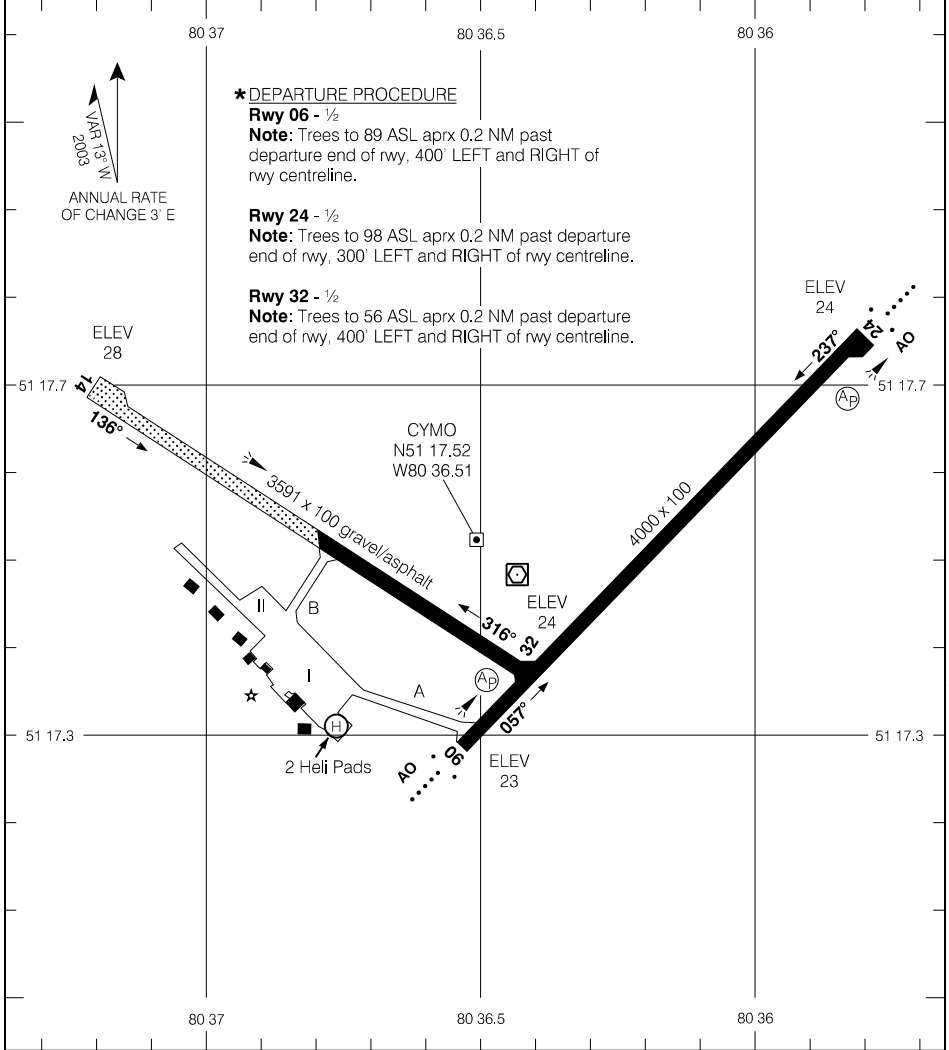 80 37
80 36.5
80 36
VAR 13° W
2003
ANNUAL RATE
OF CHANGE 3' E
* DEPARTURE PROCEDURE
Rwy 06 - ½
Note: Trees to 89 ASL aprx 0.2 NM past
departure end of rwy, 400' LEFT and RIGHT of
rwy centreline.
Rwy 24 - ½
Note: Trees to 98 ASL aprx 0.2 NM past departure
end of rwy, 300' LEFT and RIGHT of rwy centreline.
Rwy 32 - ½
Note: Trees to 56 ASL aprx 0.2 NM past departure
end of rwy, 400' LEFT and RIGHT of rwy centreline.
ELEV
24
24
AO
237°
ELEV
28
51 17.7
14
136°
51 17.7
AP
CYMO
N51 17.52
W80 36.51
3591 x 100 gravel/asphalt
4000 x 100
ELEV
24
316°
32
II
B
I
A
AP
057°
H
51 17.3
51 17.3
06
AO
ELEV
23
2 Heli Pads
80 37
80 36.5
80 36